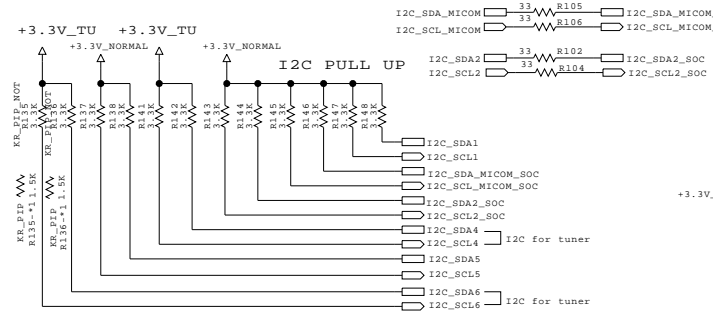 33 R105
I2C_SDA_MICOM I2C_SDA_MICOM
33 R106
I2C_SCL_MICOM I2C_SCL_MICOM
+3.3V_TU +3.3V_TU
+3.3V_NORMAL +3.3V_NORMAL
33 R102
I2C_SDA2 I2C_SDA2_SOC
33 R104
I2C_SCL2 I2C_SCL2_SOC
I2C PULL UP
KR_PIP_NOT
R135
3.3K
KR_PIP_NOT
R136
3.3K
R137
3.3K
R138
3.3K
R141
3.3K
R142
3.3K
R143
3.3K
R144
3.3K
R145
3.3K
R146
3.3K
R147
3.3K
R148
3.3K
I2C_SDA1
I2C_SCL1
I2C_SDA_MICOM_SOC
I2C_SCL_MICOM_SOC
I2C_SDA2_SOC
I2C_SCL2_SOC
I2C_SDA4
I2C_SCL4
I2C for tuner
I2C_SDA5
I2C_SCL5
I2C_SDA6
I2C_SCL6
I2C for tuner
KR_PIP
R135-*1 1.5K
KR_PIP
R136-*1 1.5K
+3.3V_